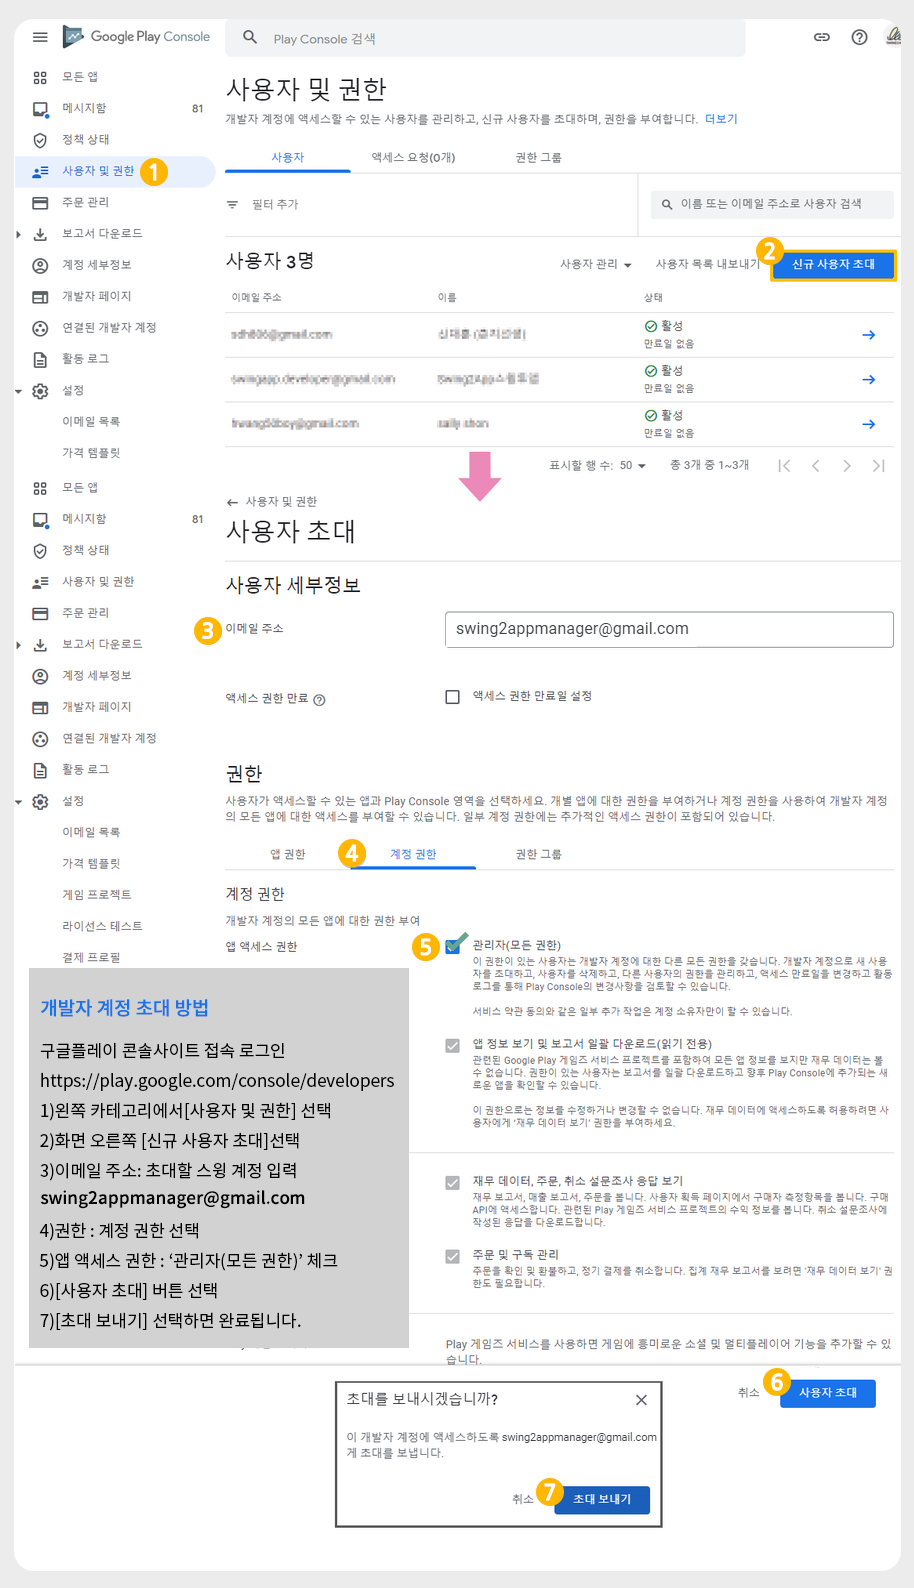 Google Play Console
Play Console 검색
모든 앱
메시지함 81
정책 상태
사용자 및 권한 1
주문 관리
보고서 다운로드
계정 세부정보
개발자 페이지
연결된 개발자 계정
활동 로그
설정
이메일 목록
가격 템플릿
사용자 및 권한
개발자 계정에 액세스할 수 있는 사용자를 관리하고, 신규 사용자를 초대하며, 권한을 부여합니다. 더보기
사용자 액세스 요청(0개) 권한 그룹
필터 추가
이름 또는 이메일 주소로 사용자 검색
사용자 3명
사용자 관리 사용자 목록 내보내기 2 신규 사용자 초대
이메일 주소 이름 상태
활성
만료일 없음
활성
만료일 없음
활성
만료일 없음
표시할 행 수: 50 총 3개 중 1~3개
모든 앱
메시지함 81
정책 상태
사용자 및 권한
주문 관리
보고서 다운로드
계정 세부정보
개발자 페이지
연결된 개발자 계정
활동 로그
설정
이메일 목록
가격 템플릿
게임 프로젝트
라이선스 테스트
결제 프로필
사용자 및 권한
사용자 초대
사용자 세부정보
3 이메일 주소 swing2appmanager@gmail.com
액세스 권한 만료 액세스 권한 만료일 설정
권한
사용자가 액세스할 수 있는 앱과 Play Console 영역을 선택하세요. 개별 앱에 대한 권한을 부여하거나 계정 권한을 사용하여 개발자 계정
의 모든 앱에 대한 액세스를 부여할 수 있습니다. 일부 계정 권한에는 추가적인 액세스 권한이 포함되어 있습니다.
앱 권한 4 계정 권한 권한 그룹
계정 권한
개발자 계정의 모든 앱에 대한 권한 부여
앱 액세스 권한
5 관리자(모든 권한)
이 권한이 있는 사용자는 개발자 계정에 대한 다른 모든 권한을 갖습니다. 개발자 계정으로 새 사용
자를 초대하고, 사용자를 삭제하고, 다른 사용자의 권한을 관리하고, 액세스 만료일을 변경하고 활동
로그를 통해 Play Console의 변경사항을 검토할 수 있습니다.
서비스 약관 동의와 같은 일부 추가 작업은 계정 소유자만이 할 수 있습니다.
앱 정보 보기 및 보고서 일괄 다운로드(읽기 전용)
관련된 Google Play 게임즈 서비스 프로젝트를 포함하여 모든 앱 정보를 보지만 재무 데이터는 볼
수 없습니다. 권한이 있는 사용자는 보고서를 일괄 다운로드하고 향후 Play Console에 추가되는 새
로운 앱을 확인할 수 있습니다.
이 권한으로는 정보를 수정하거나 변경할 수 없습니다. 재무 데이터에 액세스하도록 허용하려면 사
용자에게 '재무 데이터 보기' 권한을 부여하세요.
재무 데이터, 주문, 취소 설문조사 응답 보기
재무 보고서, 매출 보고서, 주문을 봅니다. 사용자 획득 페이지에서 구매자 측정항목을 봅니다. 구매
API에 액세스합니다. 관련된 Play 게임즈 서비스 프로젝트의 수익 정보를 봅니다. 취소 설문조사에
작성된 응답을 다운로드합니다.
주문 및 구독 관리
주문을 확인 및 환불하고, 정기 결제를 취소합니다. 집계 재무 보고서를 보려면 '재무 데이터 보기' 권
한도 필요합니다.
Play 게임즈 서비스를 사용하면 게임에 흥미로운 소셜 및 멀티플레이어 기능을 추가할 수 있
습니다.
개발자 계정 초대 방법
구글플레이 콘솔사이트 접속 로그인
https://play.google.com/console/developers
1)왼쪽 카테고리에서[사용자 및 권한] 선택
2)화면 오른쪽 [신규 사용자 초대]선택
3)이메일 주소: 초대할 스윙 계정 입력
swing2appmanager@gmail.com
4)권한 : 계정 권한 선택
5)앱 액세스 권한 : ‘관리자(모든 권한)’ 체크
6)[사용자 초대] 버튼 선택
7)[초대 보내기] 선택하면 완료됩니다.
취소 6 사용자 초대
초대를 보내시겠습니까?
이 개발자 계정에 액세스하도록 swing2appmanager@gmail.com
게 초대를 보냅니다.
취소 7 초대 보내기